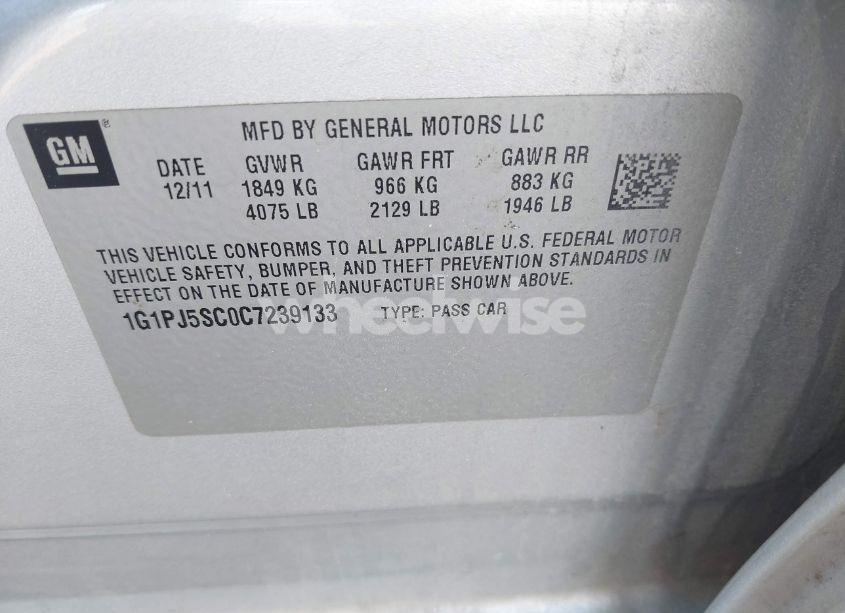 GM®
MFD BY GENERAL MOTORS LLC
DATE GVWR GAWR FRT GAWR RR
12/11 1849 KG 966 KG 883 KG
4075 LB 2129 LB 1946 LB
THIS VEHICLE CONFORMS TO ALL APPLICABLE U.S. FEDERAL MOTOR
VEHICLE SAFETY, BUMPER, AND THEFT PREVENTION STANDARDS IN
EFFECT ON THE DATE OF MANUFACTURE SHOWN ABOVE.
1G1PJ5SC0C7239133 TYPE: PASS CAR
wheelwise